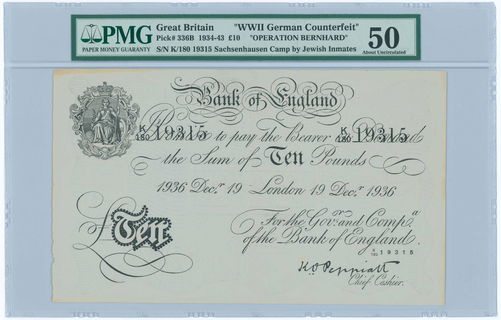 PMG
PAPER MONEY GUARANTY
Great Britain "WWII German Counterfeit"
Pick# 336B 1934-43 £10 "OPERATION BERNHARD"
S/N K/180 19315 Sachsenhausen Camp by Jewish Inmates
50
About Uncirculated
Bank of England
K/180 19315 to pay the Bearer K/180 19315
the Sum of Ten Pounds
1936 Decr. 19 London 19 Decr. 1936
For the Govr. and Compa.
of the Bank of England.
K/180 19315
£Ten
K O Peppiatt
Chief Cashier.